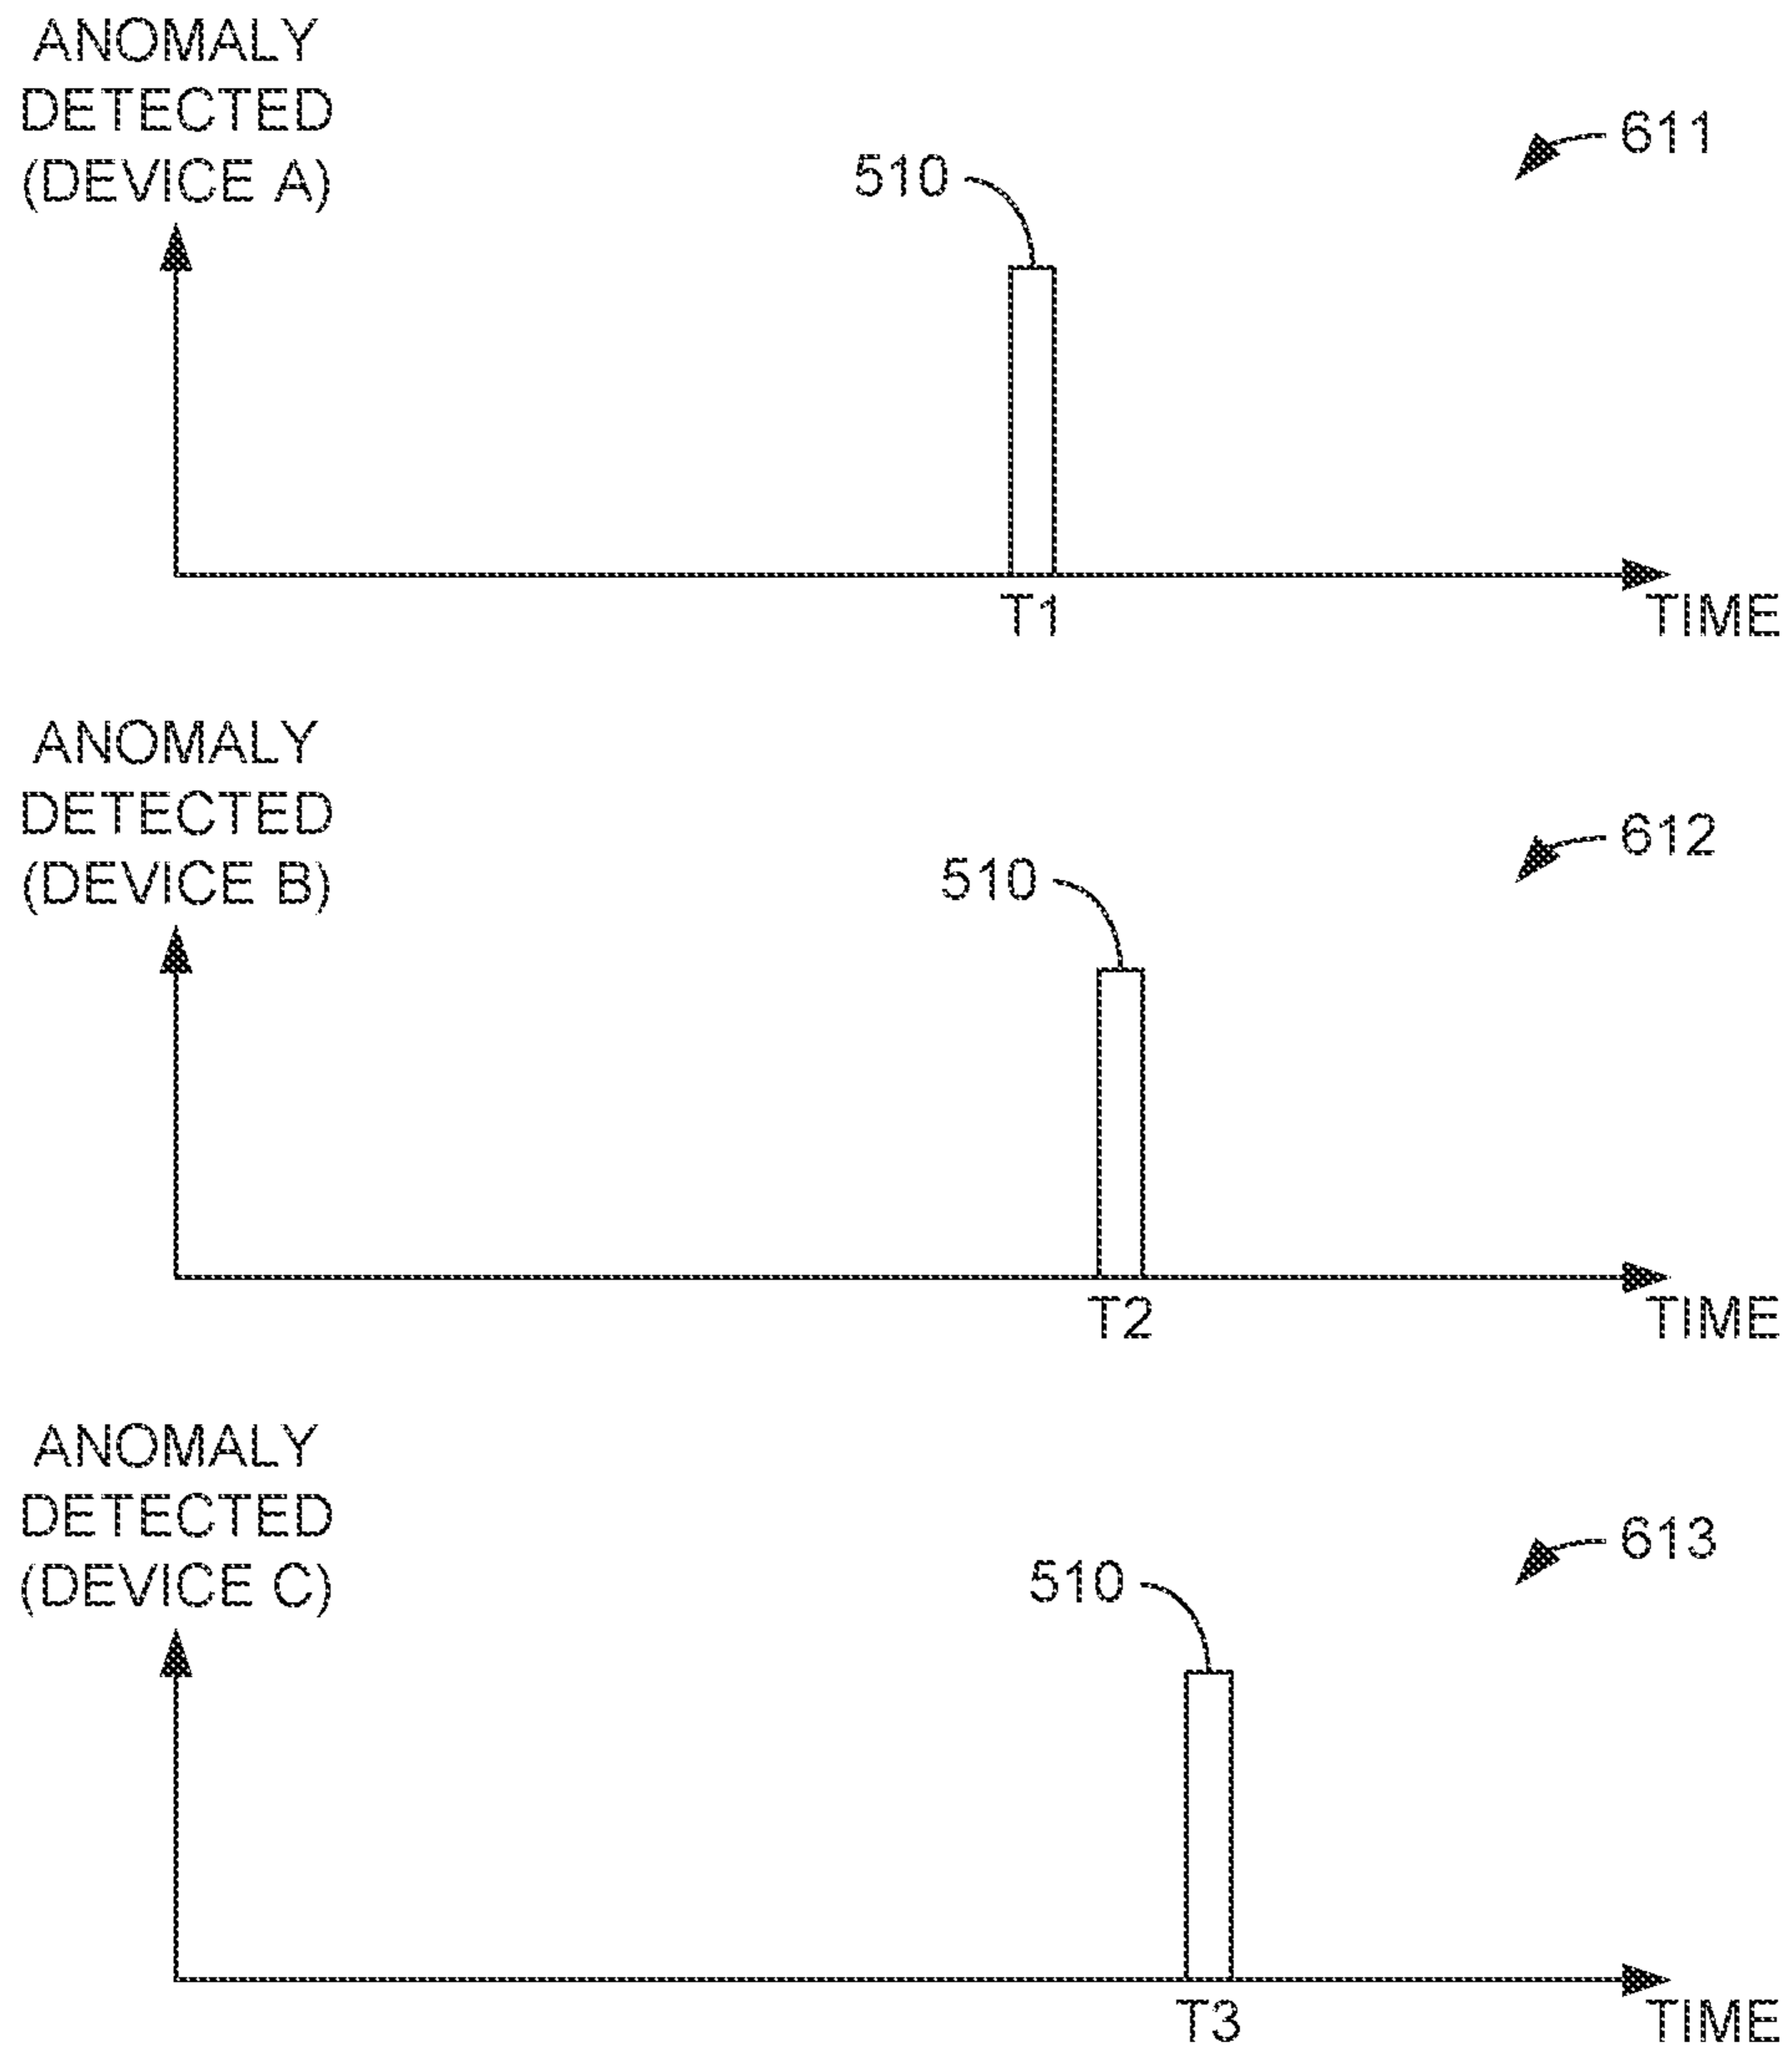 ANOMALY
DETECTED
(DEVICE A)
611
510
T1
TIME
ANOMALY
DETECTED
(DEVICE B)
612
510
T2
TIME
ANOMALY
DETECTED
(DEVICE C)
613
510
T3
TIME